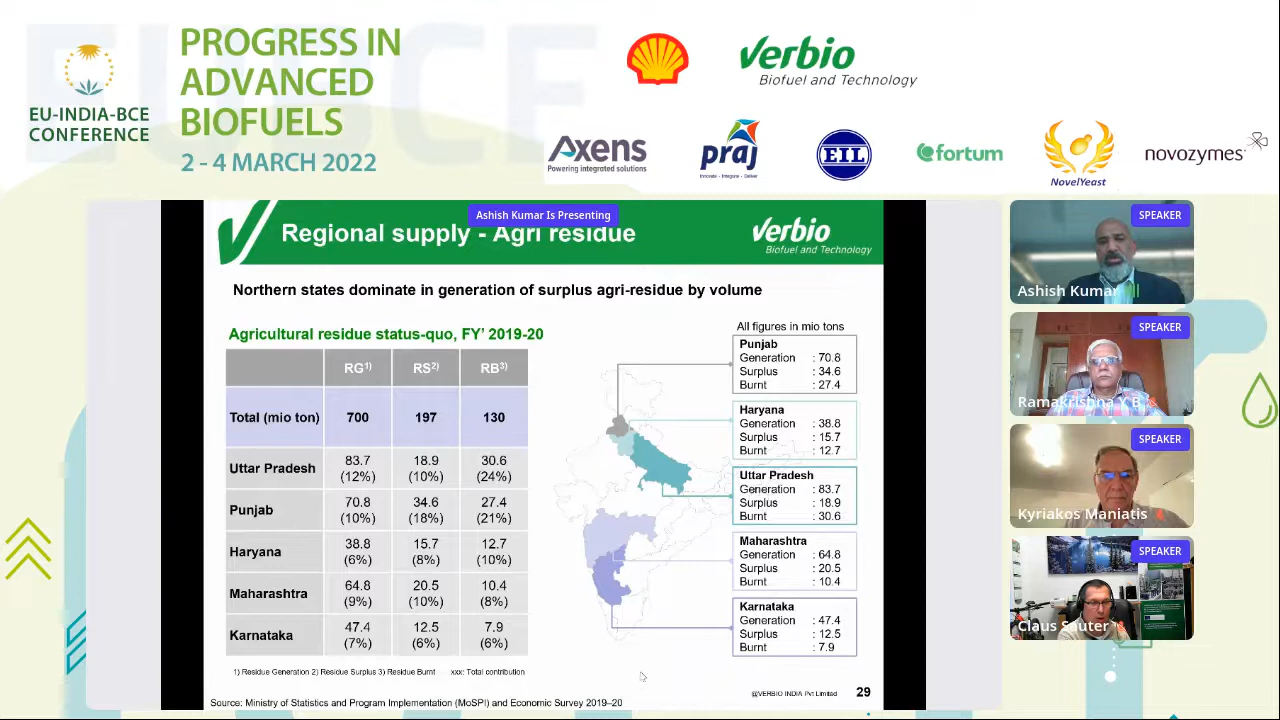 EU-INDIA-BCE
CONFERENCE
PROGRESS IN
ADVANCED
BIOFUELS
2 - 4 MARCH 2022
Verbio
Biofuel and Technology
Axens
Powering integrated solutions
praj
Innovate • Integrate • Deliver
EIL
fortum
NovelYeast
novozymes
Ashish Kumar Is Presenting
Regional supply - Agri residue
Verbio
Biofuel and Technology
Northern states dominate in generation of surplus agri-residue by volume
Agricultural residue status-quo, FY' 2019-20
RG1) RS2) RB3)
Total (mio ton) 700 197 130
Uttar Pradesh 83.7 (12%) 18.9 (10%) 30.6 (24%)
Punjab 70.8 (10%) 34.6 (18%) 27.4 (21%)
Haryana 38.8 (6%) 15.7 (8%) 12.7 (10%)
Maharashtra 64.8 (9%) 20.5 (10%) 10.4 (8%)
Karnataka 47.4 (7%) 12.5 (6%) 7.9 (6%)
1) Residue Generation 2) Residue Surplus 3) Residue Burnt xxx: Total contribution
All figures in mio tons
Punjab
Generation : 70.8
Surplus : 34.6
Burnt : 27.4
Haryana
Generation : 38.8
Surplus : 15.7
Burnt : 12.7
Uttar Pradesh
Generation : 83.7
Surplus : 18.9
Burnt : 30.6
Maharashtra
Generation : 64.8
Surplus : 20.5
Burnt : 10.4
Karnataka
Generation : 47.4
Surplus : 12.5
Burnt : 7.9
@VERBIO INDIA Pvt Limited 29
Source: Ministry of Statistics and Program Implementation (MoSPI) and Economic Survey 2019–20
SPEAKER
Ashish Kumar
SPEAKER
Ramakrishna Y B
SPEAKER
Kyriakos Maniatis
SPEAKER
Claus Sauter